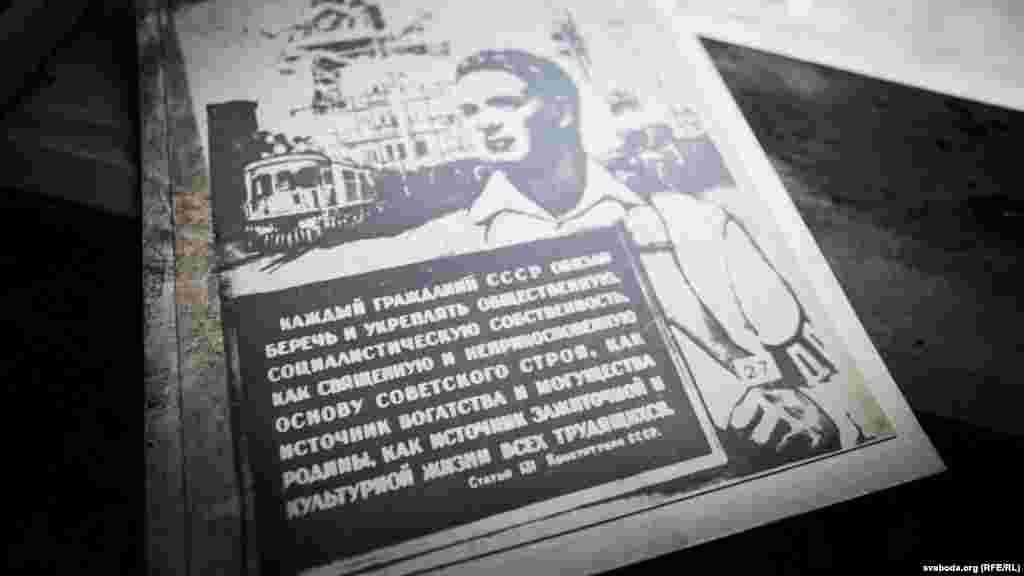 КАЖДЫЙ ГРАЖДАНИН СССР ОБЯЗАН
БЕРЕЧЬ И УКРЕПЛЯТЬ ОБЩЕСТВЕННУЮ,
СОЦИАЛИСТИЧЕСКУЮ СОБСТВЕННОСТЬ,
КАК СВЯЩЕННУЮ И НЕПРИКОСНОВЕННУЮ
ОСНОВУ СОВЕТСКОГО СТРОЯ, КАК
ИСТОЧНИК БОГАТСТВА И МОГУЩЕСТВА
РОДИНЫ, КАК ИСТОЧНИК ЗАЖИТОЧНОЙ И
КУЛЬТУРНОЙ ЖИЗНИ ВСЕХ ТРУДЯЩИХСЯ.
Статья 131 Конституции СССР.
27
svaboda.org (RFE/RL)